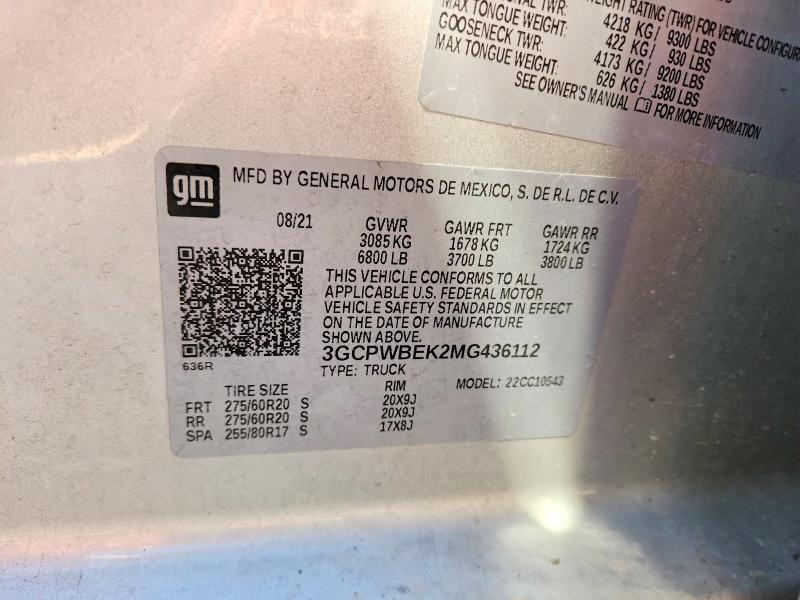 TWR:
4218 KG/ 9300 LBS
MAX TONGUE WEIGHT:
422 KG/ 930 LBS
GOOSENECK TWR:
4173 KG/ 9200 LBS
MAX TONGUE WEIGHT:
626 KG/ 1380 LBS
RATING (TWR) FOR VEHICLE
SEE OWNER'S MANUAL FOR MORE INFORMATION
gm
MFD BY GENERAL MOTORS DE MEXICO, S. DE R.L. DE C.V.
08/21 GVWR GAWR FRT GAWR RR
3085 KG 1678 KG 1724 KG
6800 LB 3700 LB 3800 LB
THIS VEHICLE CONFORMS TO ALL
APPLICABLE U.S. FEDERAL MOTOR
VEHICLE SAFETY STANDARDS IN EFFECT
ON THE DATE OF MANUFACTURE
SHOWN ABOVE.
3GCPWBEK2MG436112
636R
TYPE: TRUCK MODEL: 22CC10543
TIRE SIZE RIM
FRT 275/60R20 S 20X9J
RR 275/60R20 S 20X9J
SPA 255/80R17 S 17X8J